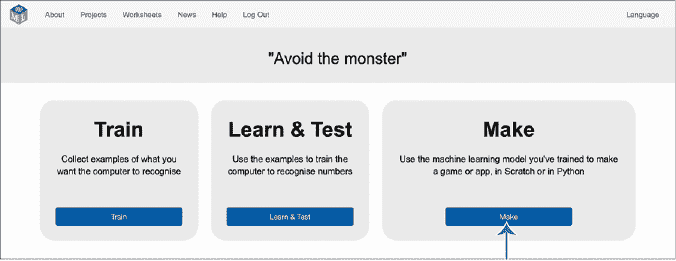 About Projects Worksheets News Help Log Out Language
"Avoid the monster"
Train
Collect examples of what you
want the computer to recognise
Train
Learn & Test
Use the examples to train the
computer to recognise numbers
Learn & Test
Make
Use the machine learning model you've trained to make
a game or app, in Scratch or in Python
Make